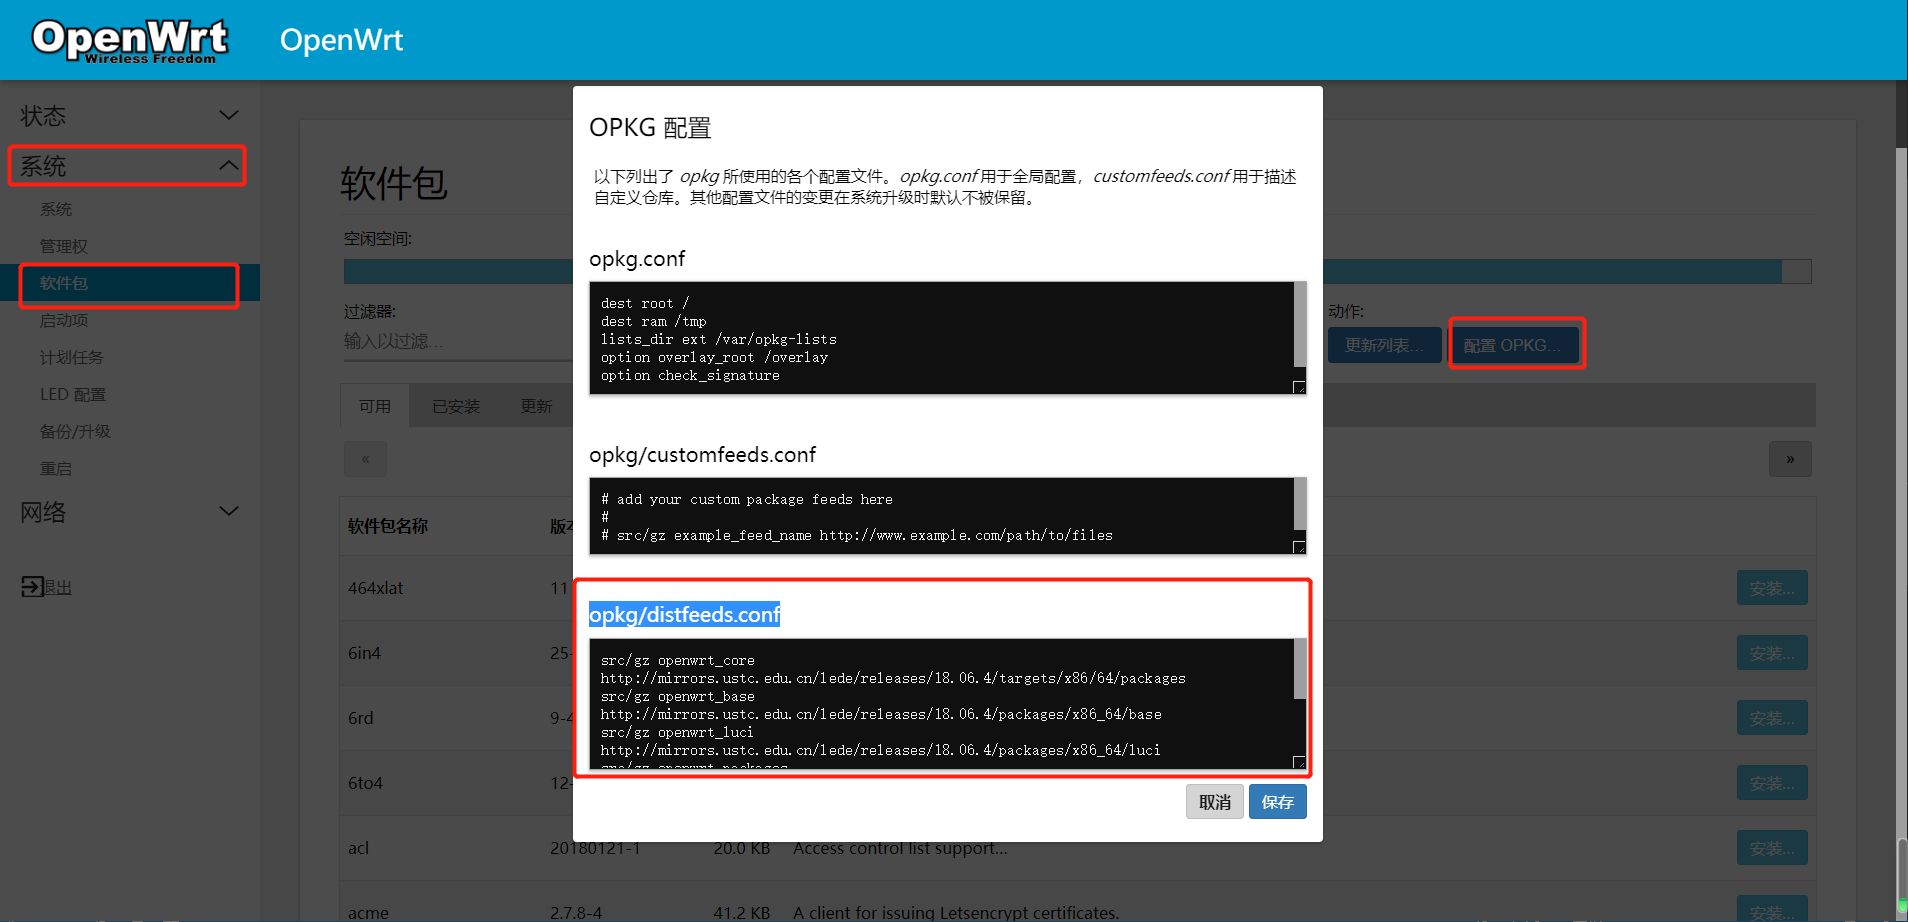 OpenWrt
Wireless Freedom
OpenWrt
状态
系统
系统
管理权
软件包
启动项
计划任务
LED 配置
备份/升级
重启
网络
退出
软件包
空闲空间:
过滤器:
输入以过滤...
动作:
更新列表...
配置 OPKG...
可用
已安装
更新
«
»
软件包名称
464xlat
11
安装...
6in4
25-
安装...
6rd
9-4
安装...
6to4
12-
安装...
acl
20180121-1
20.0 KB
Access control list support...
安装...
acme
2.7.8-4
41.2 KB
A client for issuing Letsencrypt certificates.
安装...
OPKG 配置
以下列出了 opkg 所使用的各个配置文件。opkg.conf 用于全局配置，customfeeds.conf 用于描述
自定义仓库。其他配置文件的变更在系统升级时默认不被保留。
opkg.conf
dest root /
dest ram /tmp
lists_dir ext /var/opkg-lists
option overlay_root /overlay
option check_signature
opkg/customfeeds.conf
# add your custom package feeds here
#
# src/gz example_feed_name http://www.example.com/path/to/files
opkg/distfeeds.conf
src/gz openwrt_core
http://mirrors.ustc.edu.cn/lede/releases/18.06.4/targets/x86/64/packages
src/gz openwrt_base
http://mirrors.ustc.edu.cn/lede/releases/18.06.4/packages/x86_64/base
src/gz openwrt_luci
http://mirrors.ustc.edu.cn/lede/releases/18.06.4/packages/x86_64/luci
src/gz openwrt_packages
取消
保存